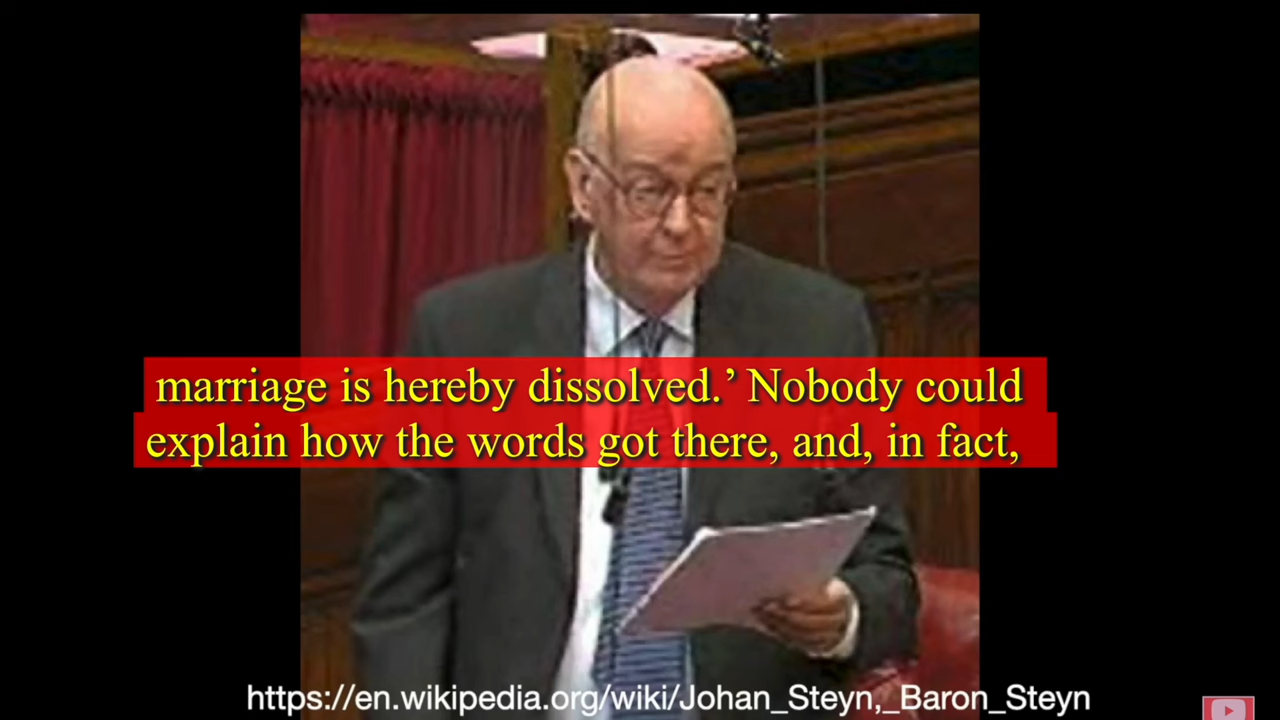 marriage is hereby dissolved.’ Nobody could
explain how the words got there, and, in fact,
https://en.wikipedia.org/wiki/Johan_Steyn,_Baron_Steyn